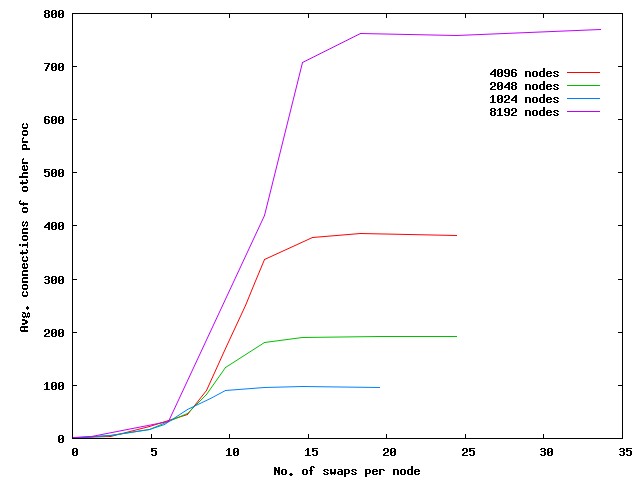 800
700
600
500
400
300
200
100
0
Avg. connections of other proc
4096 nodes
2048 nodes
1024 nodes
8192 nodes
0 5 10 15 20 25 30 35
No. of swaps per node